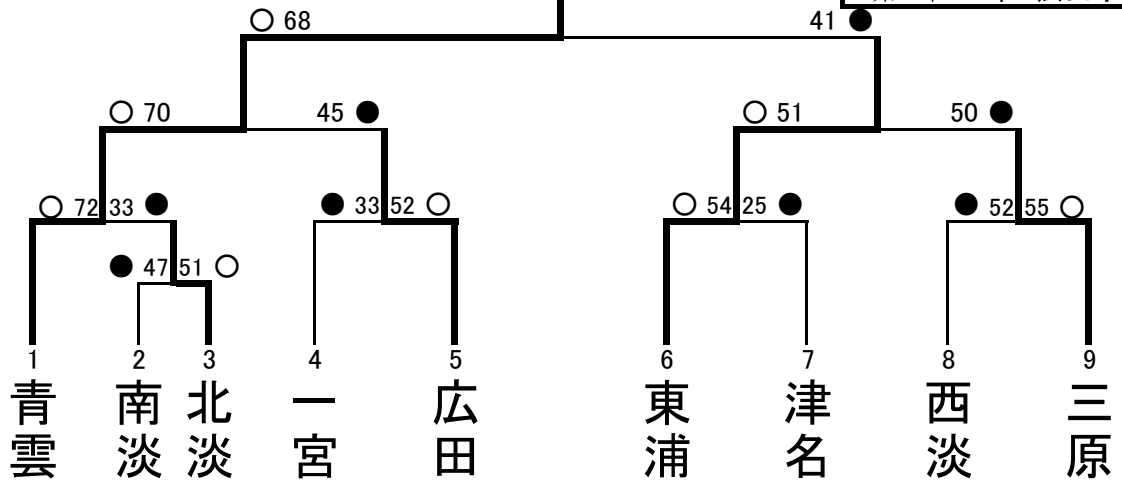 ○ 68
41 ●
○ 70
45 ●
○ 51
50 ●
○ 72 33 ●
● 33 52 ○
○ 54 25 ●
● 52 55 ○
● 47 51 ○
1 2 3 4 5 6 7 8 9
青雲
南淡
北淡
一宮
広田
東浦
津名
西淡
三原